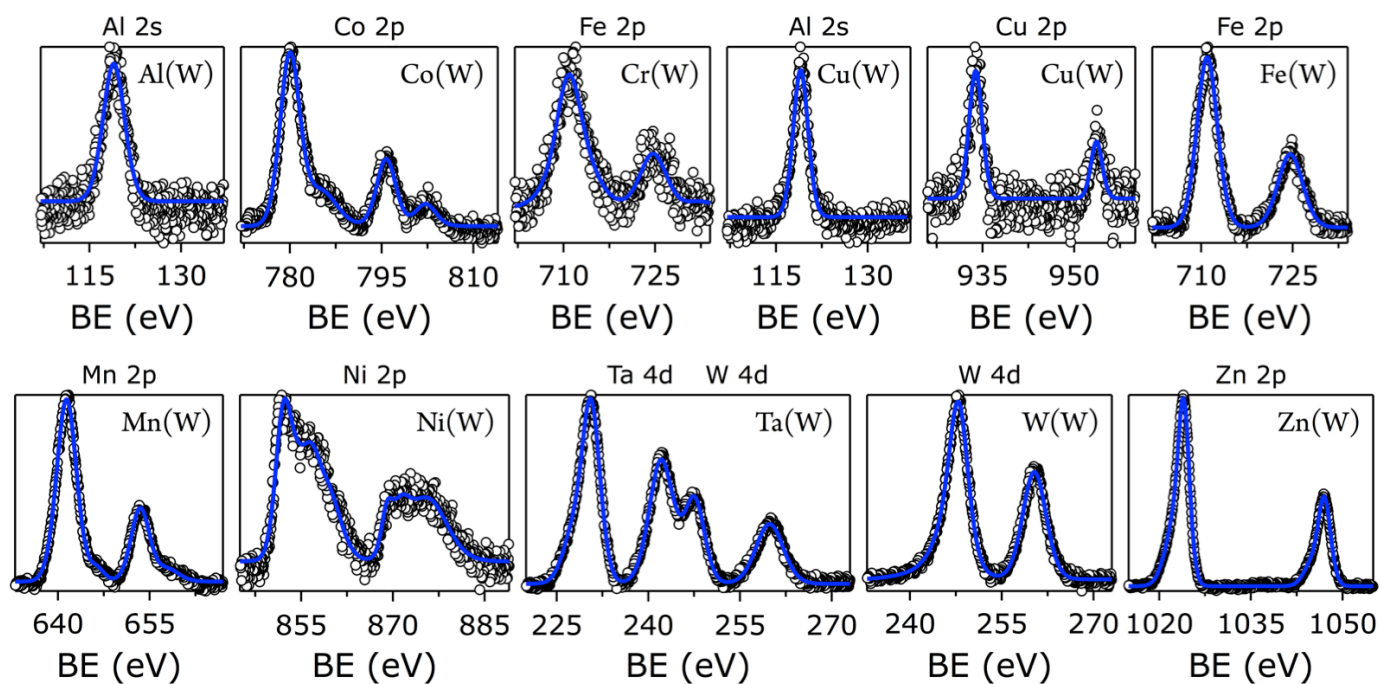 Al 2s Co 2p Fe 2p Al 2s Cu 2p Fe 2p
Al(W) Co(W) Cr(W) Cu(W) Cu(W) Fe(W)
115 130 780 795 810 710 725 115 130 935 950 710 725
BE (eV) BE (eV) BE (eV) BE (eV) BE (eV) BE (eV)
Mn 2p Ni 2p Ta 4d W 4d W 4d Zn 2p
Mn(W) Ni(W) Ta(W) W(W) Zn(W)
640 655 855 870 885 225 240 255 270 240 255 270 1020 1035 1050
BE (eV) BE (eV) BE (eV) BE (eV) BE (eV)